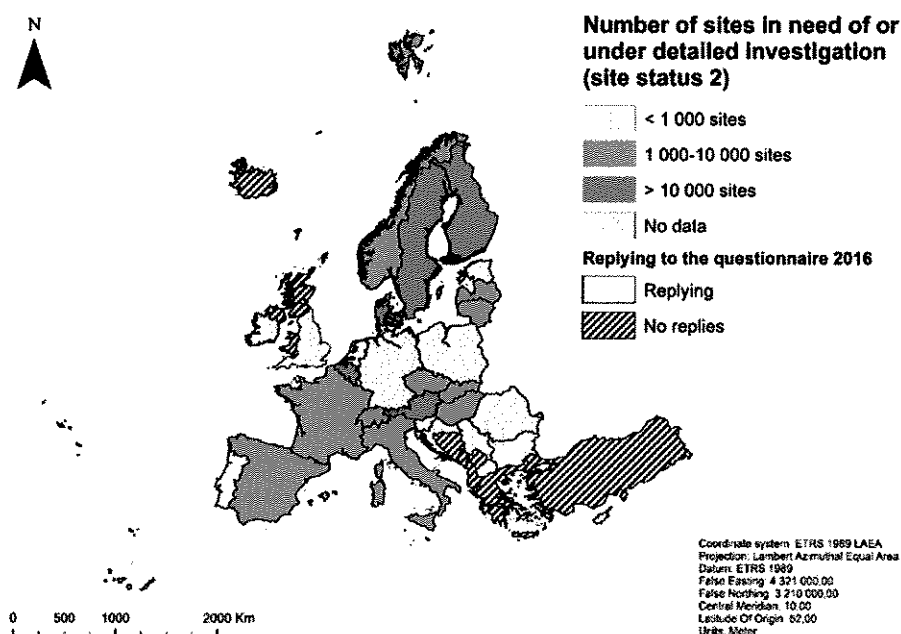 N
Number of sites in need of or
under detailed investigation
(site status 2)
< 1 000 sites
1 000-10 000 sites
> 10 000 sites
No data
Replying to the questionnaire 2016
Replying
No replies
Coordinate system: ETRS 1989 LAEA
Projection: Lambert Azimuthal Equal Area
Datum: ETRS 1989
False Easting: 4 321 000,00
False Northing: 3 210 000,00
Central Meridian: 10,00
Latitude Of Origin: 52,00
Units: Meter
0 500 1000 2000 Km